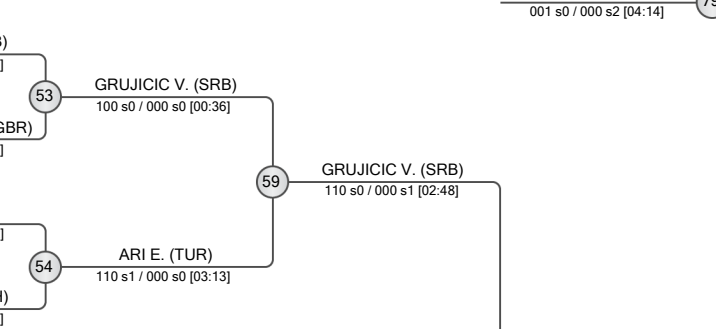 001 s0 / 000 s2 [04:14]
)
]
53
GRUJICIC V. (SRB)
100 s0 / 000 s0 [00:36]
GBR)
]
59
GRUJICIC V. (SRB)
110 s0 / 000 s1 [02:48]
]
54
ARI E. (TUR)
110 s1 / 000 s0 [03:13]
)
]